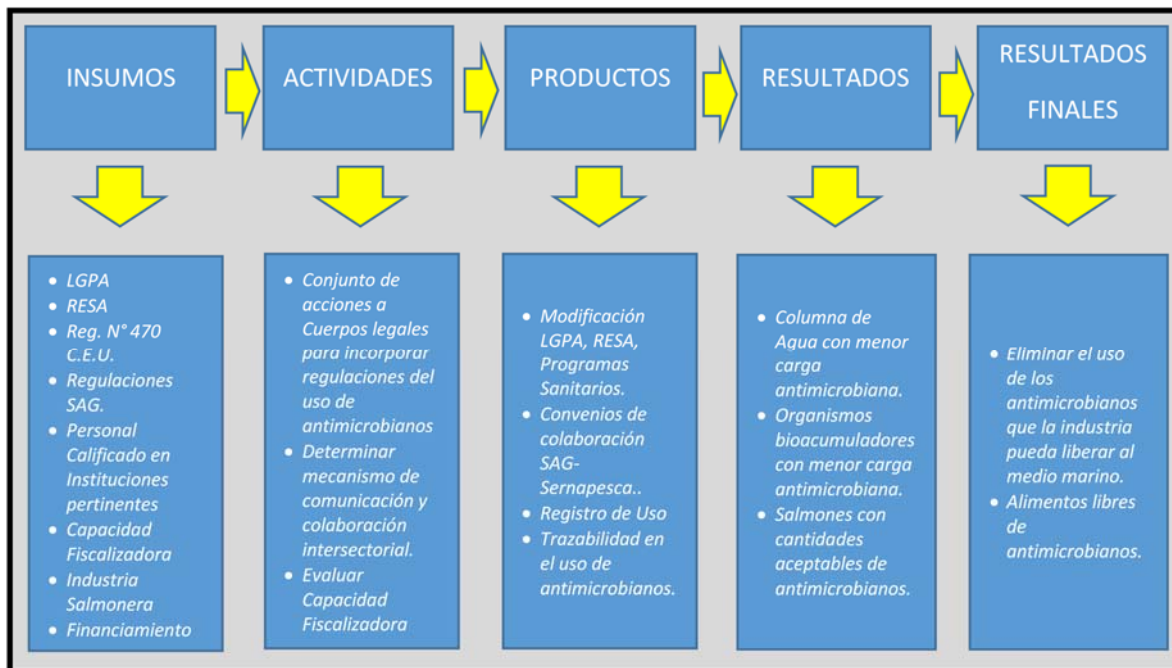 INSUMOS
ACTIVIDADES
PRODUCTOS
RESULTADOS
RESULTADOS
FINALES
• LGPA
• RESA
• Reg. N° 470
C.E.U.
• Regulaciones
SAG.
• Personal
Calificado en
Instituciones
pertinentes
• Capacidad
Fiscalizadora
• Industria
Salmonera
• Financiamiento
• Conjunto de
acciones a
Cuerpos legales
para incorporar
regulaciones del
uso de
antimicrobianos
• Determinar
mecanismo de
comunicación y
colaboración
intersectorial.
• Evaluar
Capacidad
Fiscalizadora
• Modificación
LGPA, RESA,
Programas
Sanitarios.
• Convenios de
colaboración
SAG-
Sernapesca..
• Registro de Uso
• Trazabilidad en
el uso de
antimicrobianos.
• Columna de
Agua con menor
carga
antimicrobiana.
• Organismos
bioacumuladores
con menor carga
antimicrobiana.
• Salmones con
cantidades
aceptables de
antimicrobianos.
• Eliminar el uso
de los
antimicrobianos
que la industria
pueda liberar al
medio marino.
• Alimentos libres
de
antimicrobianos.